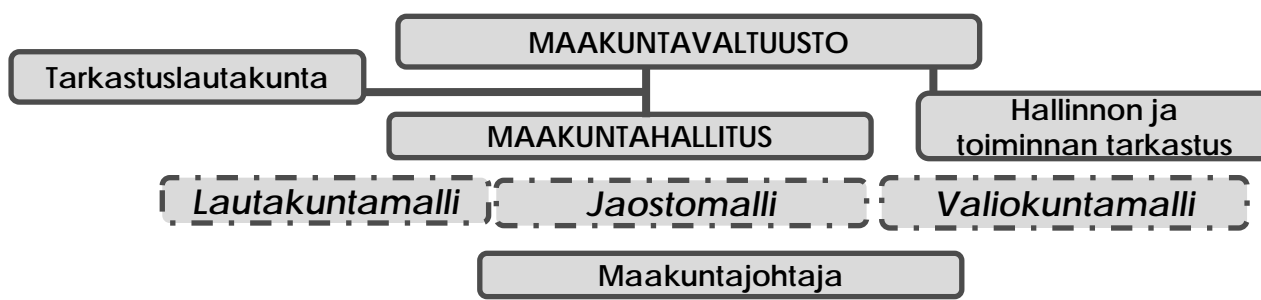 MAAKUNTAVALTUUSTO
Tarkastuslautakunta
Hallinnon ja
toiminnan tarkastus
MAAKUNTAHALLITUS
Lautakuntamalli
Jaostomalli
Valiokuntamalli
Maakuntajohtaja